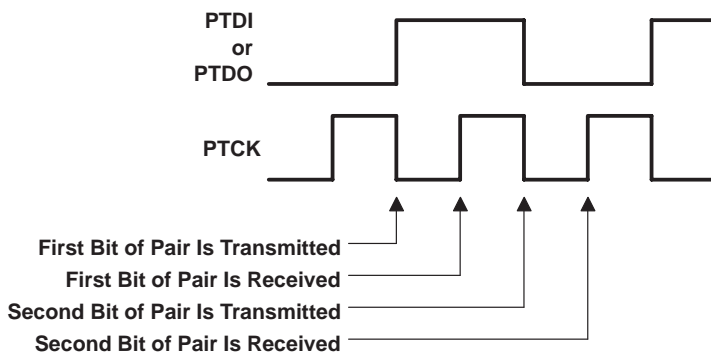 PTDI
or
PTDO
PTCK
First Bit of Pair Is Transmitted
First Bit of Pair Is Received
Second Bit of Pair Is Transmitted
Second Bit of Pair Is Received